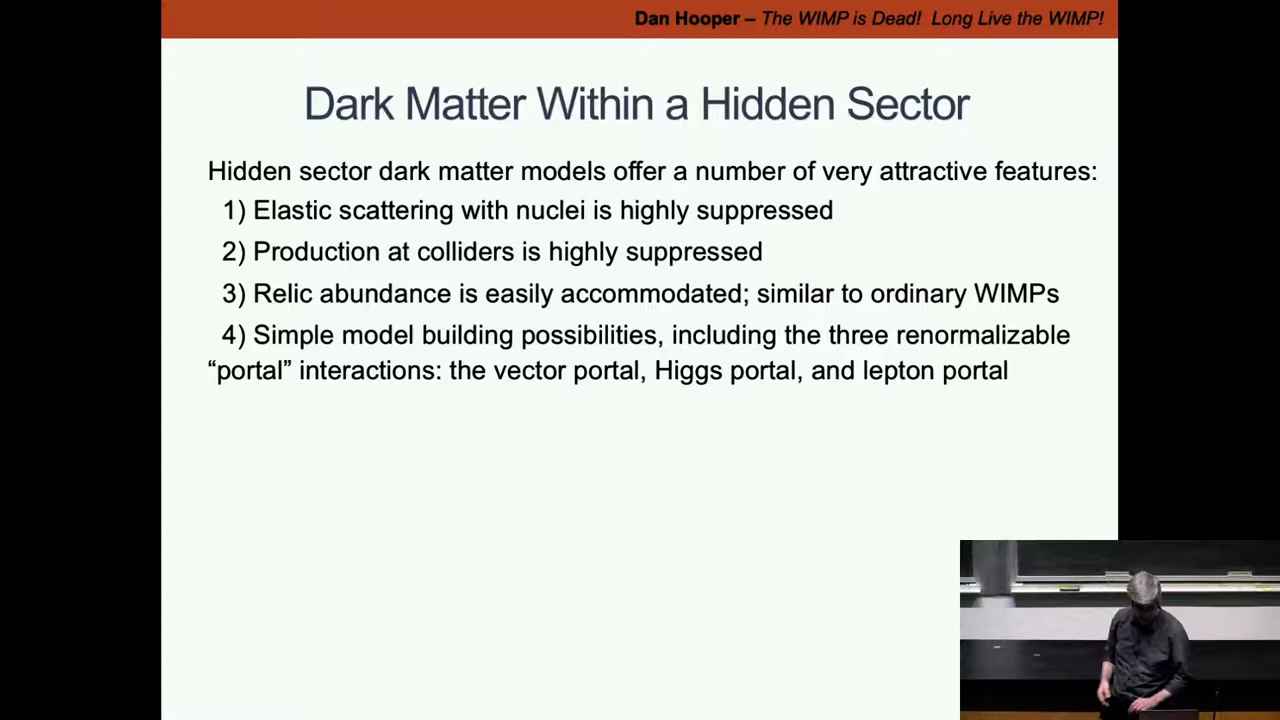 Dan Hooper – The WIMP is Dead! Long Live the WIMP!
Dark Matter Within a Hidden Sector
Hidden sector dark matter models offer a number of very attractive features:
1) Elastic scattering with nuclei is highly suppressed
2) Production at colliders is highly suppressed
3) Relic abundance is easily accommodated; similar to ordinary WIMPs
4) Simple model building possibilities, including the three renormalizable
“portal” interactions: the vector portal, Higgs portal, and lepton portal